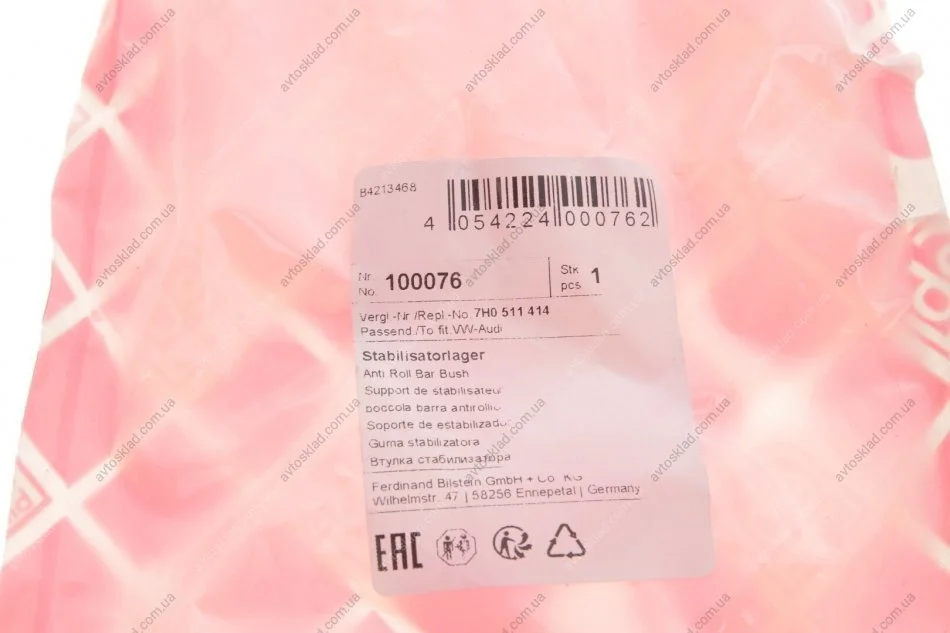 B4213468
4 054224 000762
Nr.
No. 100076
Stk
pcs. 1
Vergl.-Nr./Repl.-No. 7H0 511 414
Passend./To fit.VW-Audi
Stabilisatorlager
Anti Roll Bar Bush
Support de stabilisateur
boccola barra antirollio
Soporte de estabilizador
Guma stabilizatora
Втулка стабилизатора
Ferdinand Bilstein GmbH + Co. KG
Wilhelmstr. 47 | 58256 Ennepetal | Germany
EAC
avtosklad.com.ua